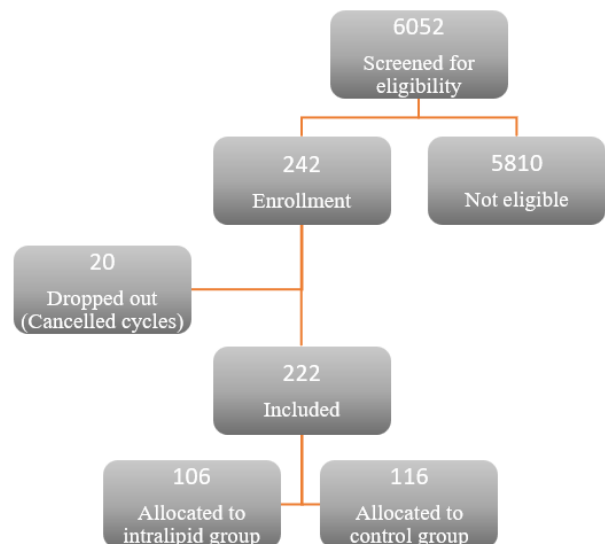 6052
Screened for
eligibility
242
Enrollment
5810
Not eligible
20
Dropped out
(Cancelled cycles)
222
Included
106
Allocated to
intralipid group
116
Allocated to
control group